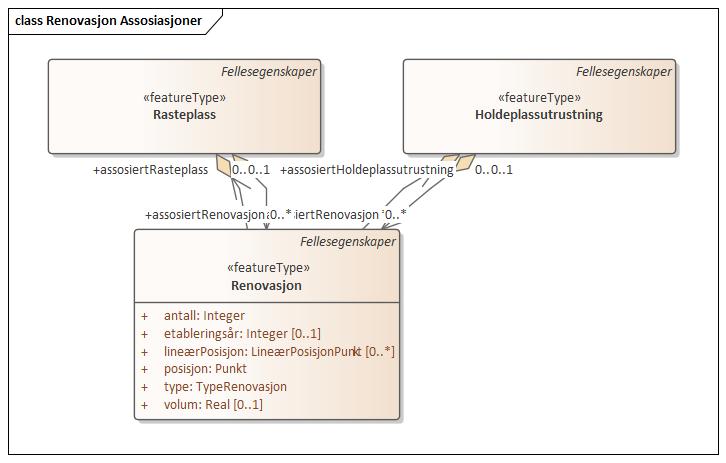 class Renovasjon Assosiasjoner
Fellesegenskaper
«featureType»
Rasteplass
Fellesegenskaper
«featureType»
Holdeplassutrustning
+assosiertRasteplass 0..0..1
+assosiertHoldeplassutrustning 0..0..1
+assosiertRenovasjon 0..* iertRenovasjon 0..*
Fellesegenskaper
«featureType»
Renovasjon
+ antall: Integer
+ etableringsår: Integer [0..1]
+ lineærPosisjon: LineærPosisjonPunkt [0..*]
+ posisjon: Punkt
+ type: TypeRenovasjon
+ volum: Real [0..1]